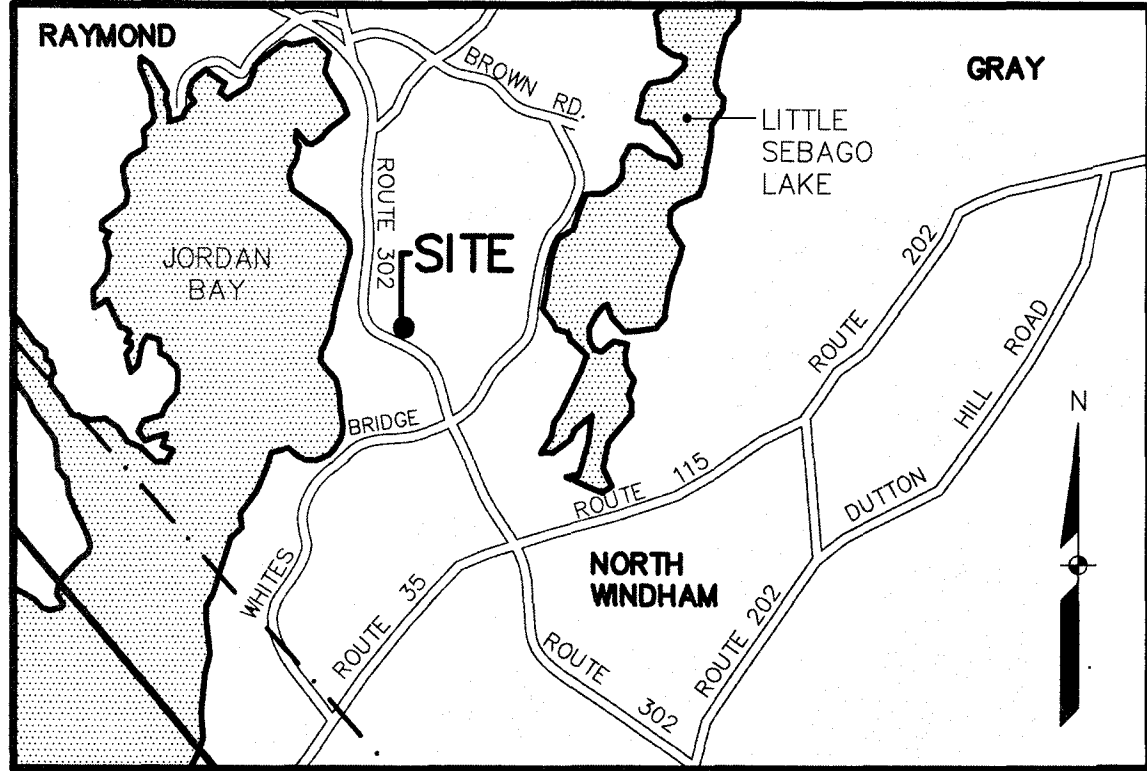 RAYMOND
GRAY
BROWN RD.
LITTLE
SEBAGO
LAKE
ROUTE 302
SITE
JORDAN
BAY
ROUTE 202
ROAD
HILL
DUTTON
N
BRIDGE
WHITES
ROUTE 115
ROUTE 35
NORTH
WINDHAM
ROUTE 202
ROUTE 302